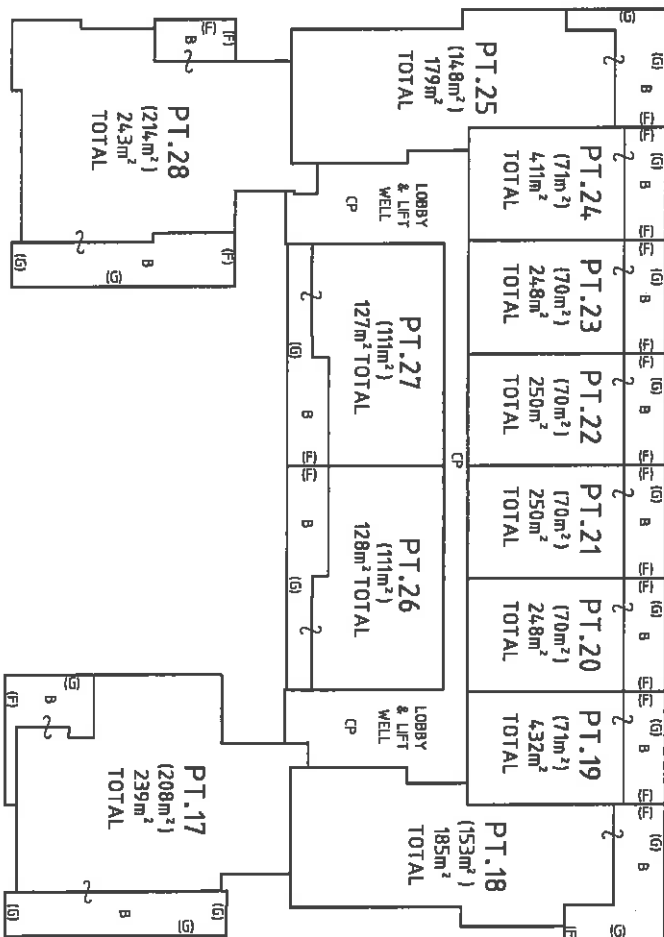 (G)
(G)
B
(F)
PT.25
(148m²)
179m²
TOTAL
(F)
(F)
B
PT.28
(214m²)
243m²
TOTAL
(F)
B
(G)
(G)
LOBBY
& LIFT
WELL
CP
(F)
(G)
B
(F)
PT.24
(71m²)
411m²
TOTAL
(F)
(G)
B
(F)
PT.23
(70m²)
248m²
TOTAL
(F)
(G)
B
(F)
PT.22
(70m²)
250m²
TOTAL
(F)
(G)
B
(F)
PT.21
(70m²)
250m²
TOTAL
(F)
(G)
B
(F)
PT.20
(70m²)
248m²
TOTAL
(F)
(G)
B
(F)
PT.19
(71m²)
432m²
TOTAL
CP
PT.27
(111m²)
127m² TOTAL
(G)
B
(F)
PT.26
(111m²)
128m² TOTAL
(F)
B
(G)
LOBBY
& LIFT
WELL
CP
(F)
(G)
B
(G)
(F)
PT.18
(153m²)
185m²
TOTAL
(G)
B
(F)
PT.17
(208m²)
239m²
TOTAL
(G)
B
(G)
(G)